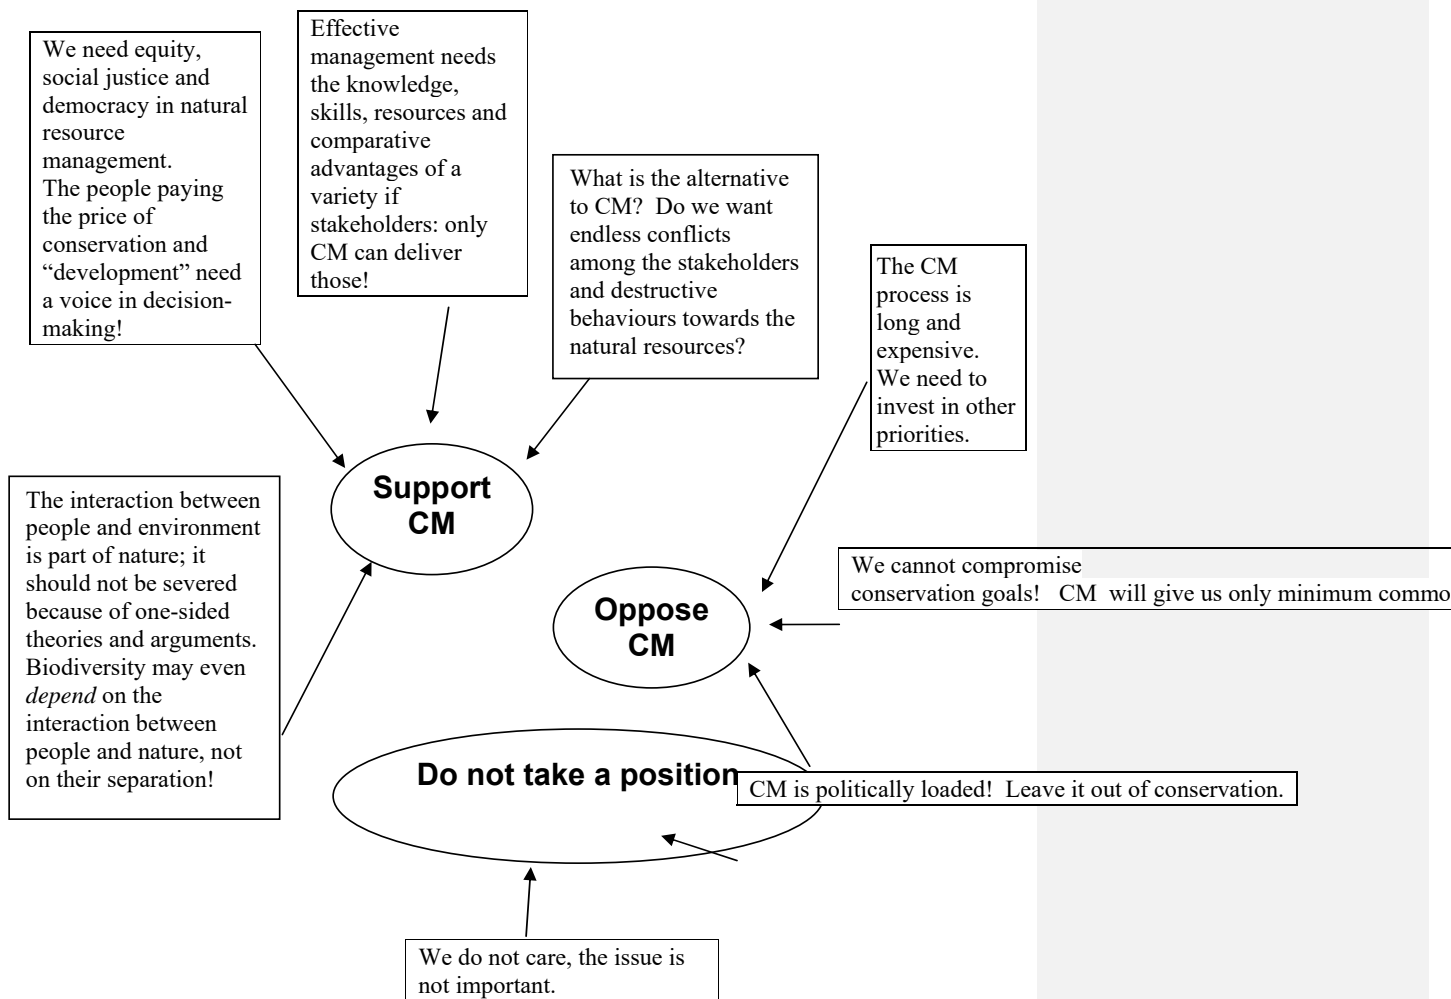 We need equity,
social justice and
democracy in natural
resource
management.
The people paying
the price of
conservation and
“development” need
a voice in decision-
making!
Effective
management needs
the knowledge,
skills, resources and
comparative
advantages of a
variety if
stakeholders: only
CM can deliver
those!
What is the alternative
to CM?  Do we want
endless conflicts
among the stakeholders
and destructive
behaviours towards the
natural resources?
The CM
process is
long and
expensive.
We need to
invest in other
priorities.
Support
CM
The interaction between
people and environment
is part of nature; it
should not be severed
because of one-sided
theories and arguments.
Biodiversity may even
depend on the
interaction between
people and nature, not
on their separation!
We cannot compromise
conservation goals!   CM  will give us only minimum commo
Oppose
CM
Do not take a position
CM is politically loaded!  Leave it out of conservation.
We do not care, the issue is
not important.